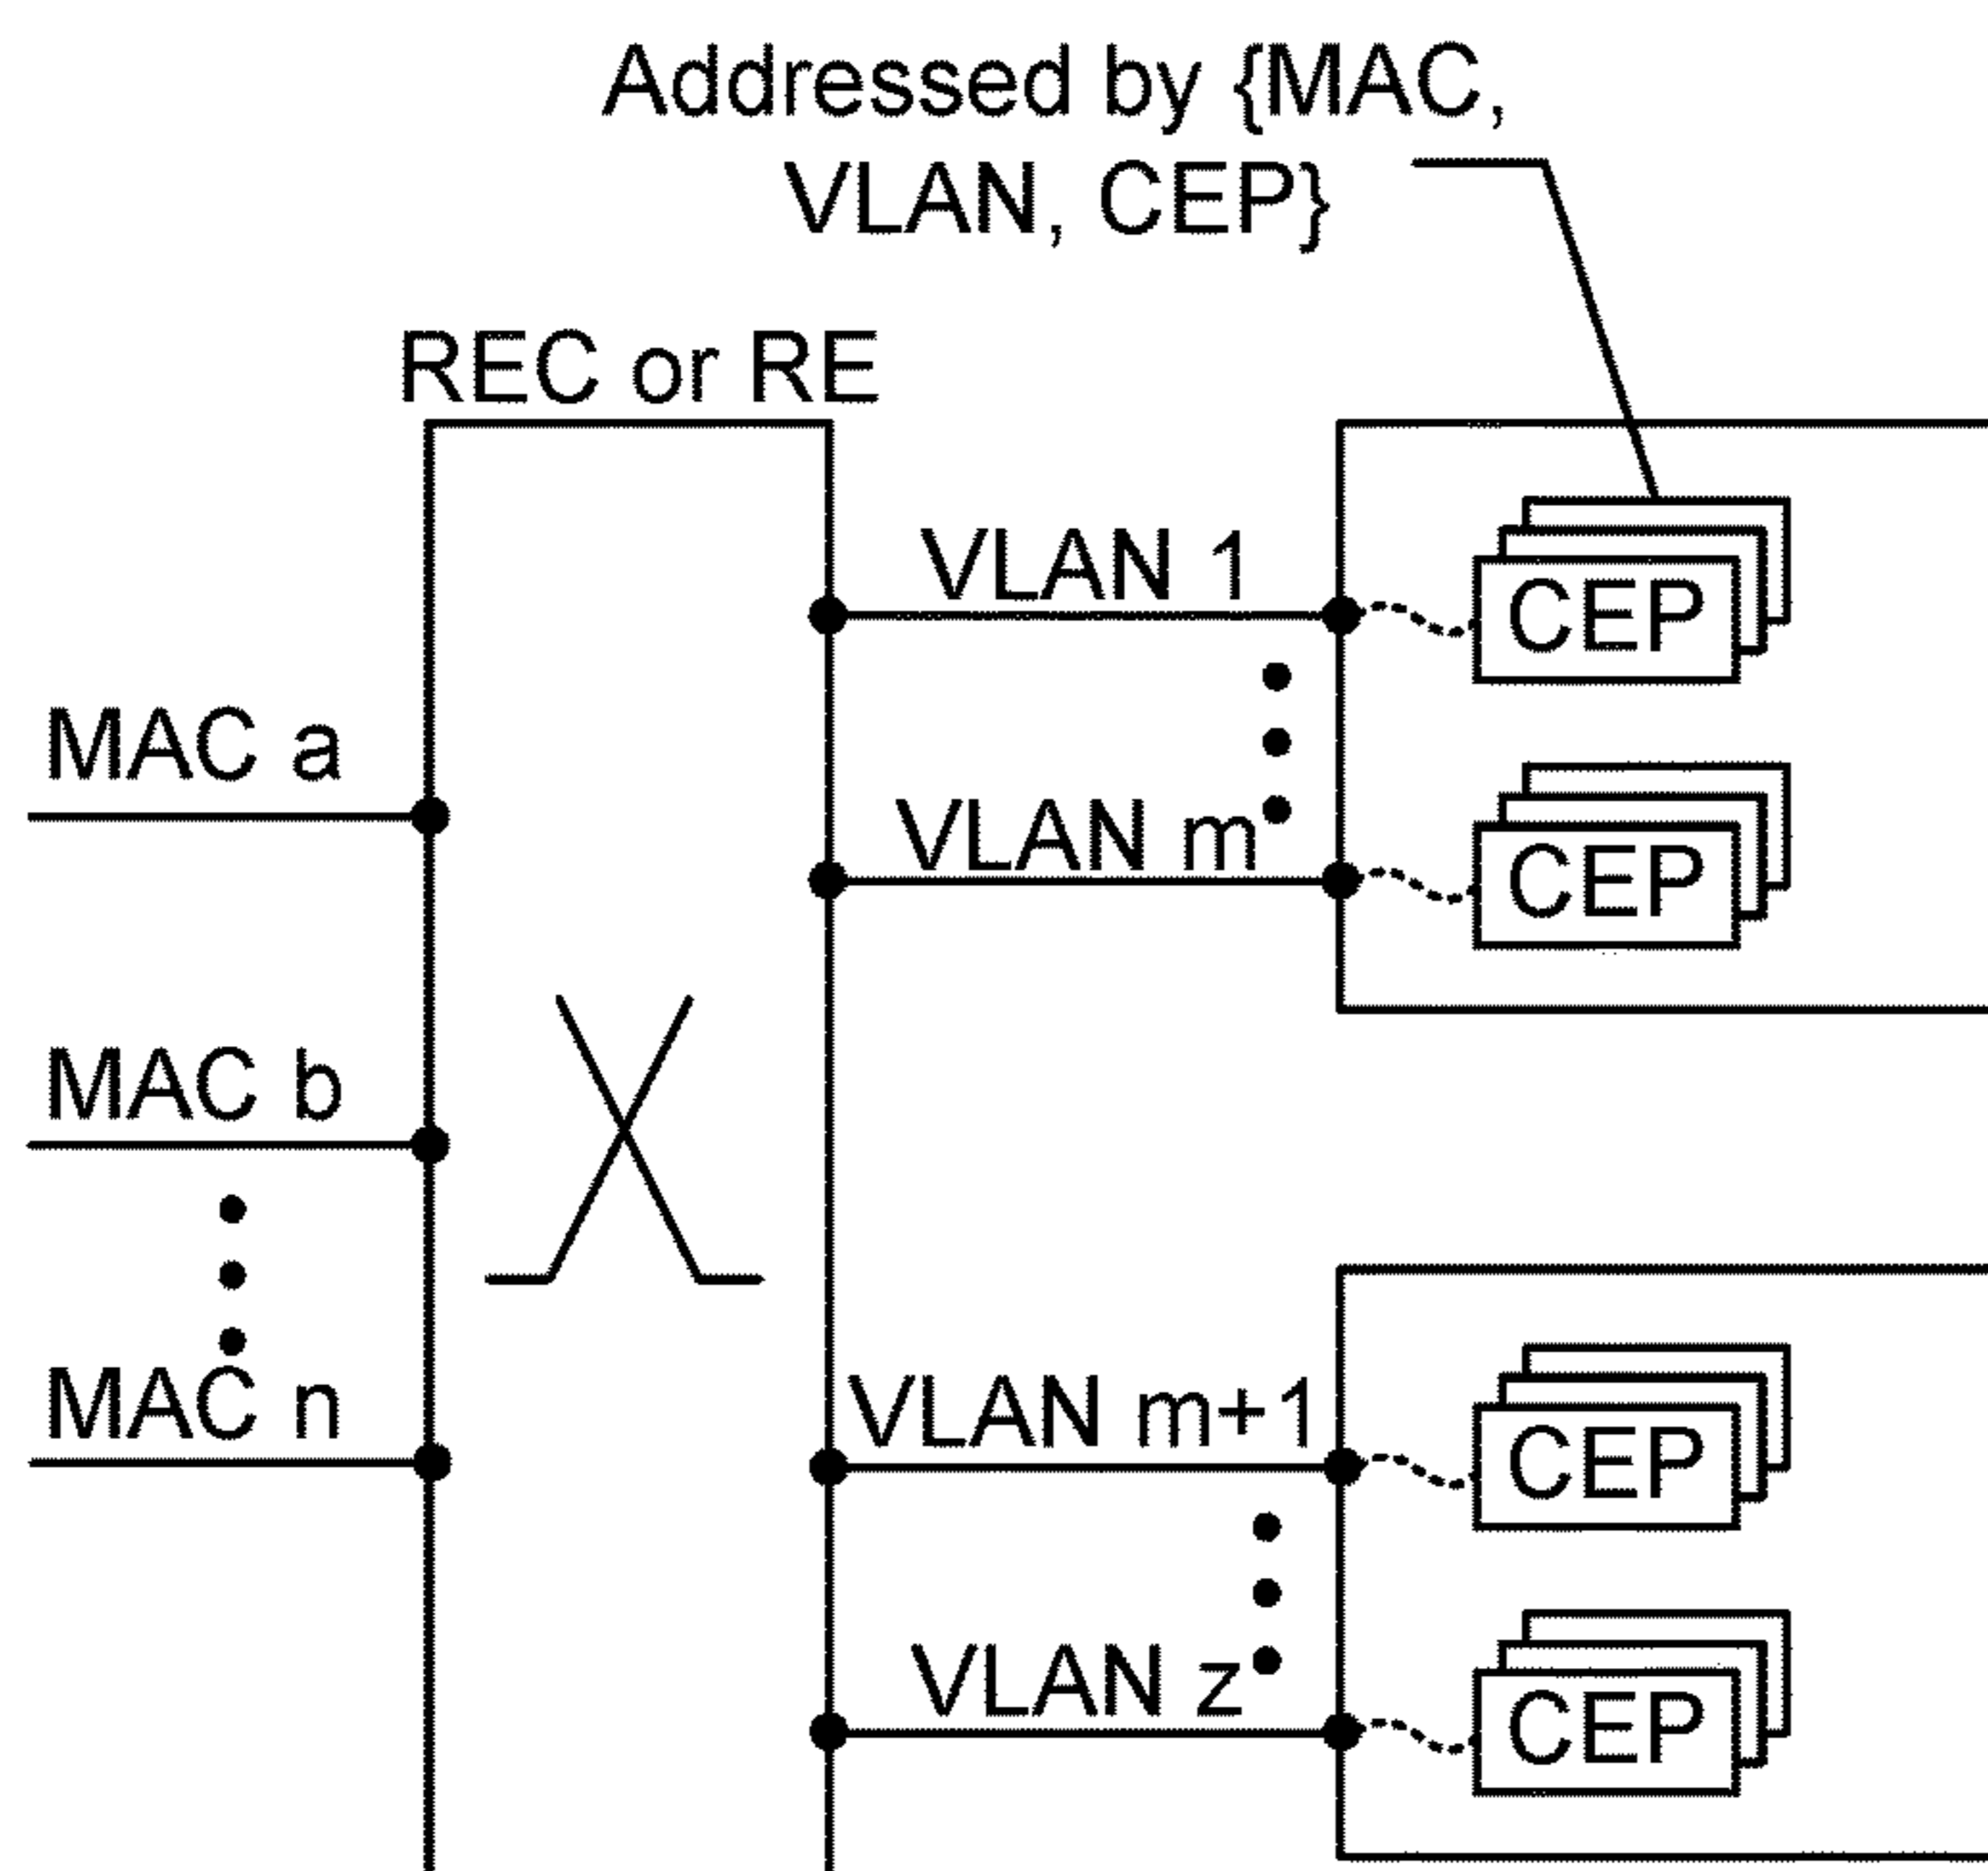 Addressed by {MAC,
VLAN, CEP}
REC or RE
VLAN 1
CEP
MAC a
VLAN m
CEP
MAC b
MAC n
VLAN m+1
CEP
VLAN z
CEP